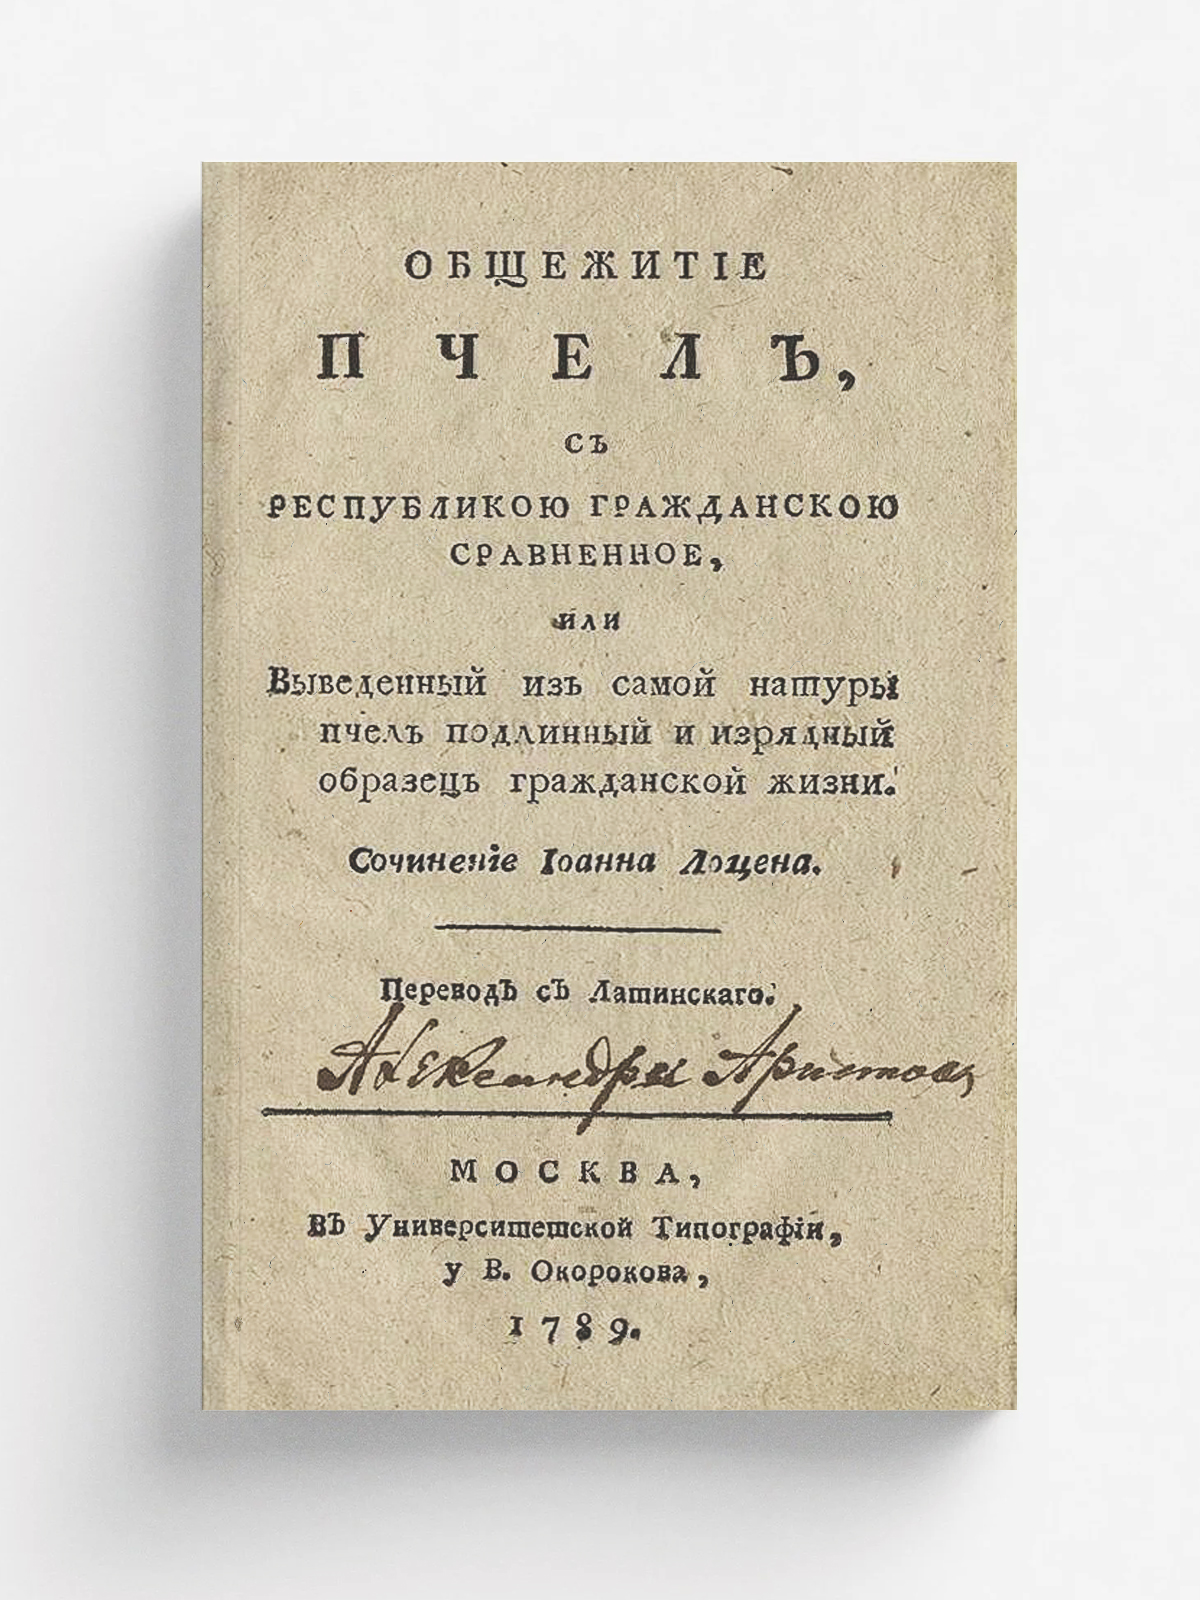 ОБЩЕЖИТІЕ
ПЧЕЛЪ,
СЪ
РЕСПУБЛИКОЮ ГРАЖДАНСКОЮ
СРАВНЕННОЕ,
ИЛИ
Выведенный изъ самой натуры
пчелъ подлинный и изрядный
образецъ гражданской жизни.
Сочиненіе Іоанна Лоцена.
Переводъ съ Латинскаго.
Александры
МОСКВА,
Въ Университетской Типографіи,
у В. Окорокова,
1789.